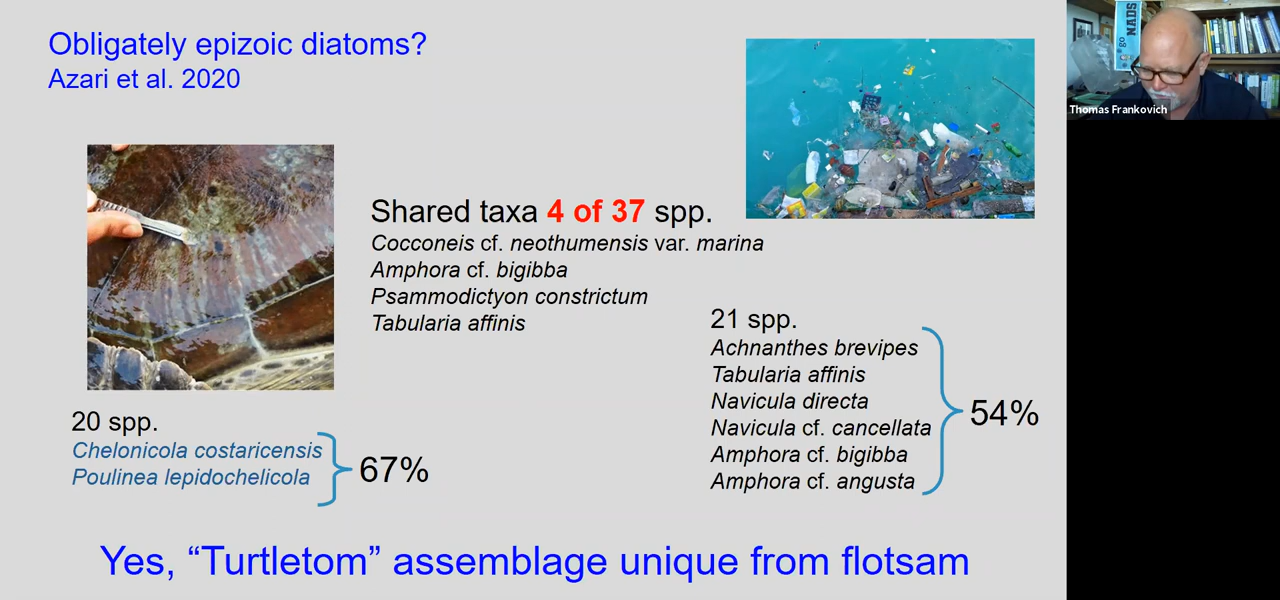 Obligately epizoic diatoms?
Azari et al. 2020
Shared taxa 4 of 37 spp.
Cocconeis cf. neothumensis var. marina
Amphora cf. bigibba
Psammodictyon constrictum
Tabularia affinis
20 spp.
Chelonicola costaricensis
Poulinea lepidochelicola
67%
21 spp.
Achnanthes brevipes
Tabularia affinis
Navicula directa
Navicula cf. cancellata
Amphora cf. bigibba
Amphora cf. angusta
54%
Yes, “Turtletom” assemblage unique from flotsam
go NADS
Thomas Frankovich